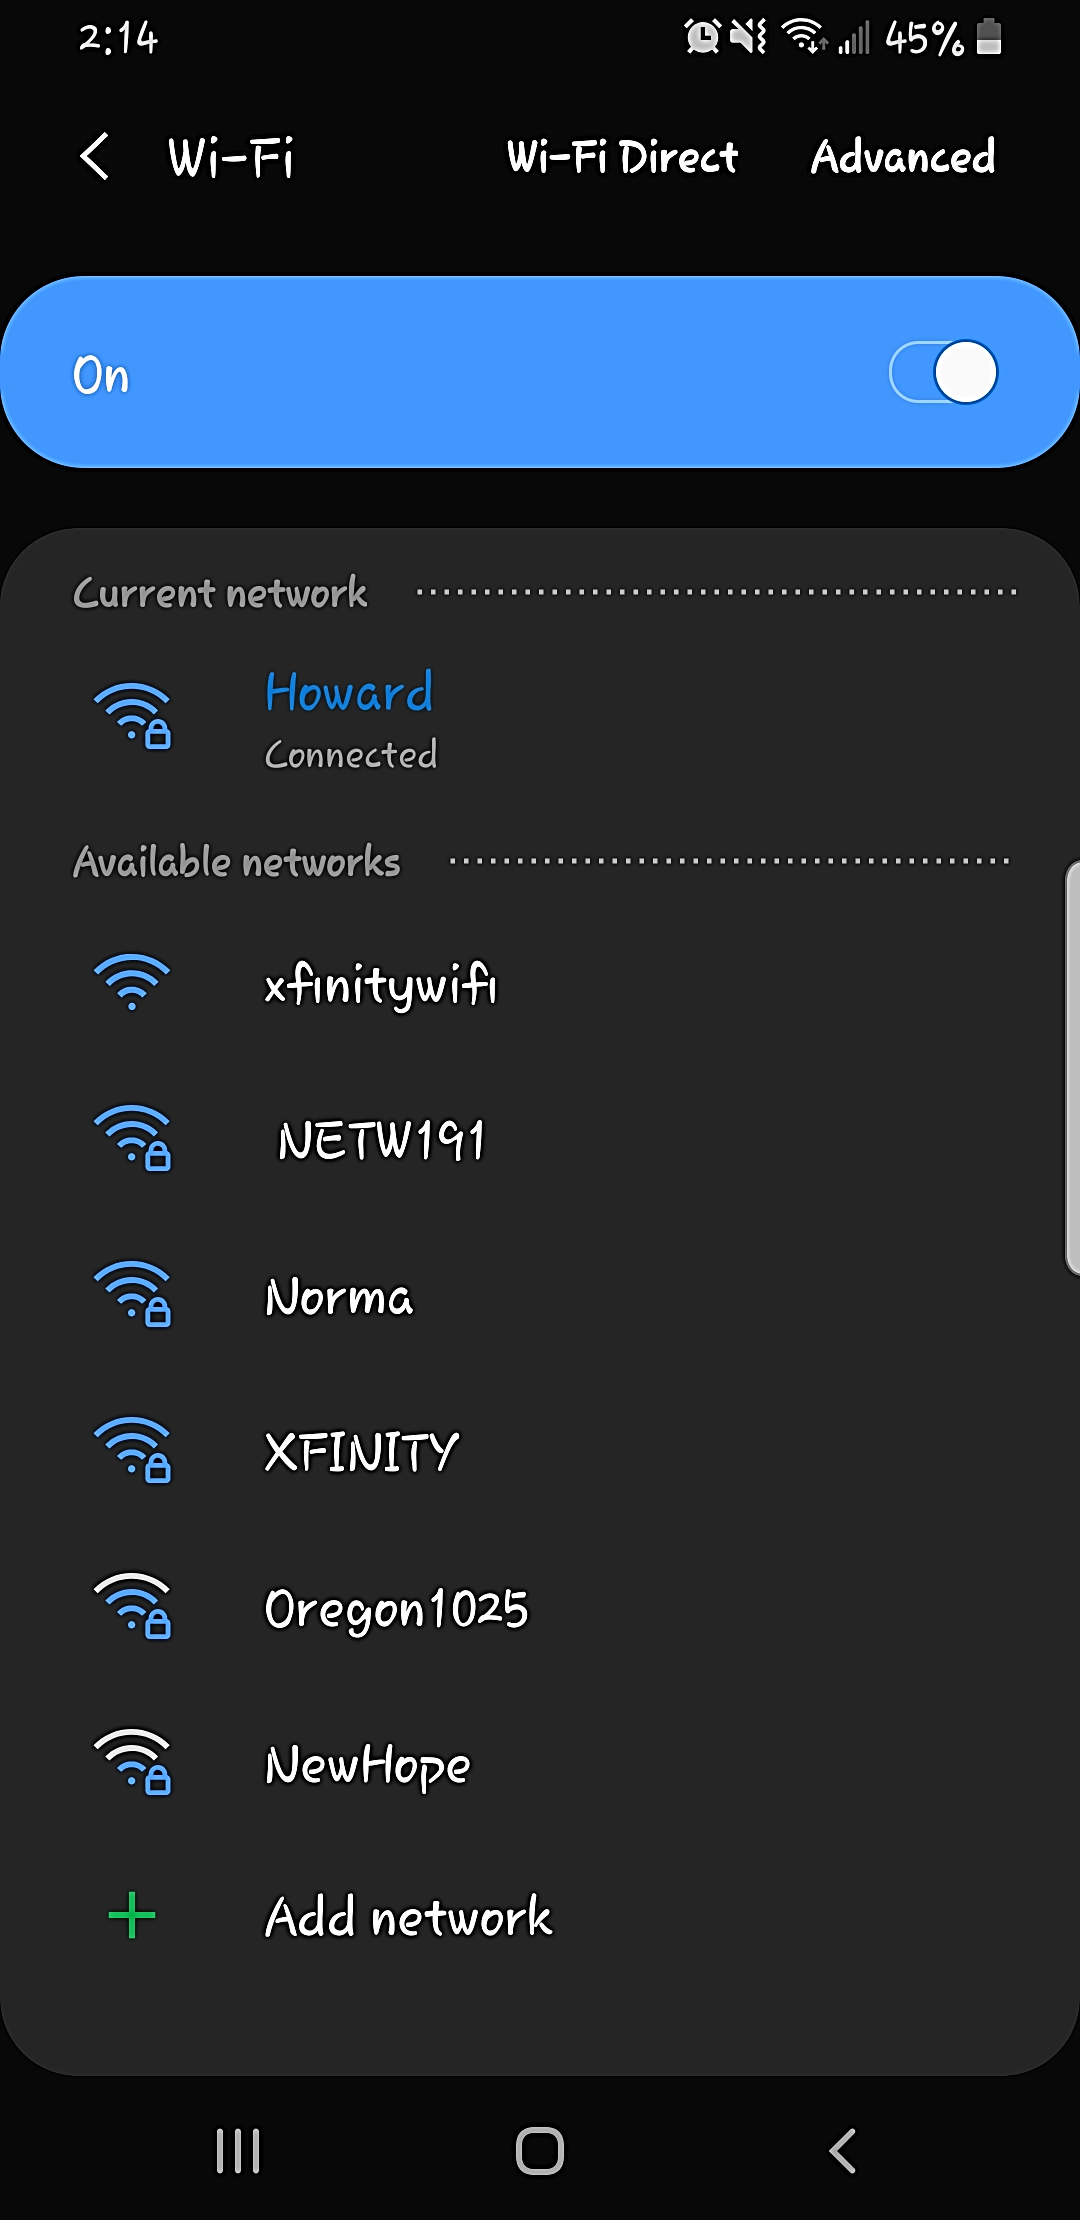 2:14 45%
Wi-Fi Wi-Fi Direct Advanced
On
Current network
Howard
Connected
Available networks
xfinitywifi
NETW191
Norma
XFINITY
Oregon1025
NewHope
Add network